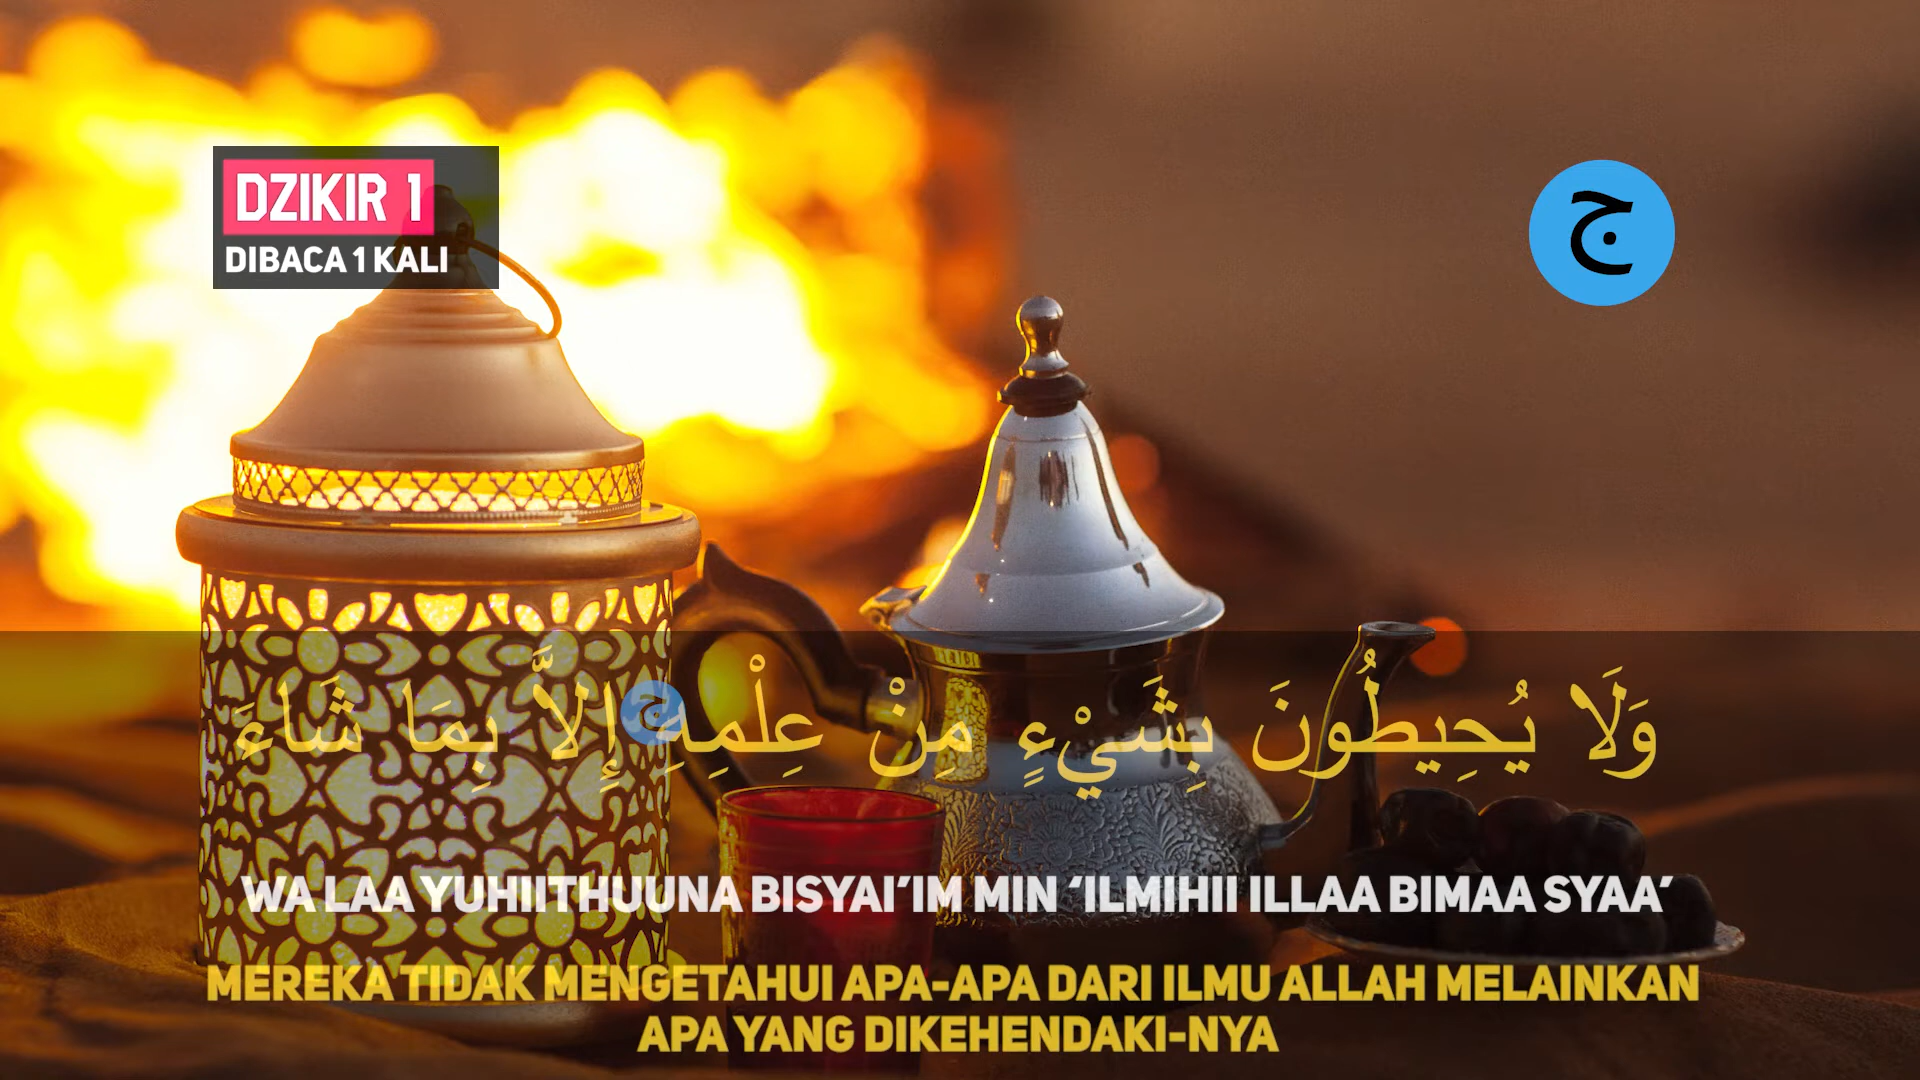 DZIKIR 1
DIBACA 1 KALI
ج
وَلَا يُحِيطُونَ بِشَيْءٍ مِنْ عِلْمِهِ ج إِلاَّ بِمَا شَاءَ
WA LAA YUHIITHUUNA BISYAI’IM MIN ‘ILMIHII ILLAA BIMAA SYAA’
MEREKA TIDAK MENGETAHUI APA-APA DARI ILMU ALLAH MELAINKAN
APA YANG DIKEHENDAKI-NYA